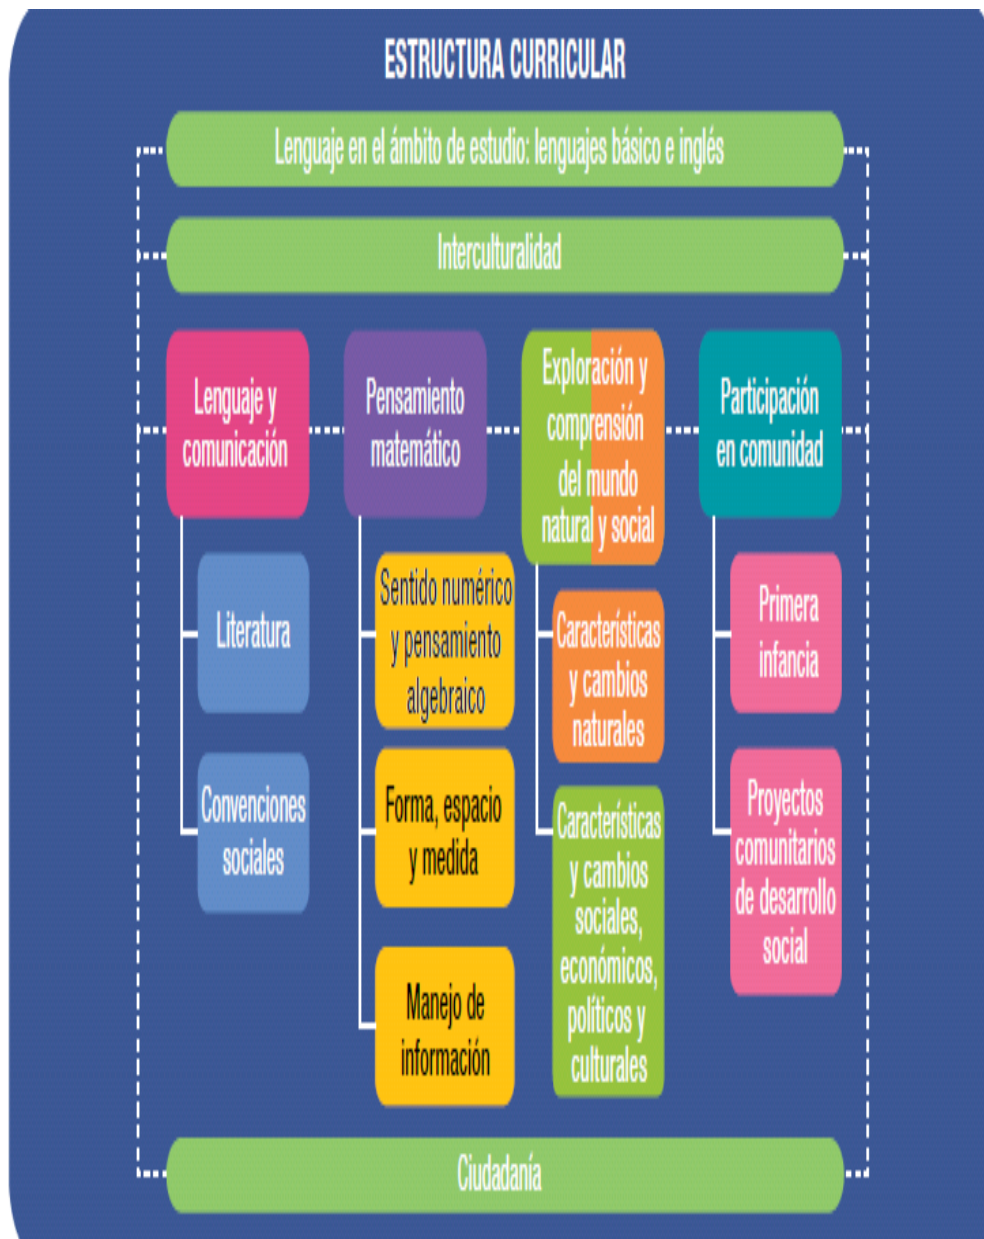 ESTRUCTURA CURRICULAR
Lenguaje en el ámbito de estudio: lenguajes básico e inglés
Interculturalidad
Lenguaje y
comunicación
Literatura
Convenciones
sociales
Pensamiento
matemático
Sentido numérico
y pensamiento
algebraico
Forma, espacio
y medida
Manejo de
información
Exploración y
comprensión
del mundo
natural y social
Características
y cambios
naturales
Características
y cambios
sociales,
económicos,
políticos y
culturales
Participación
en comunidad
Primera
infancia
Proyectos
comunitarios
de desarrollo
social
Ciudadanía